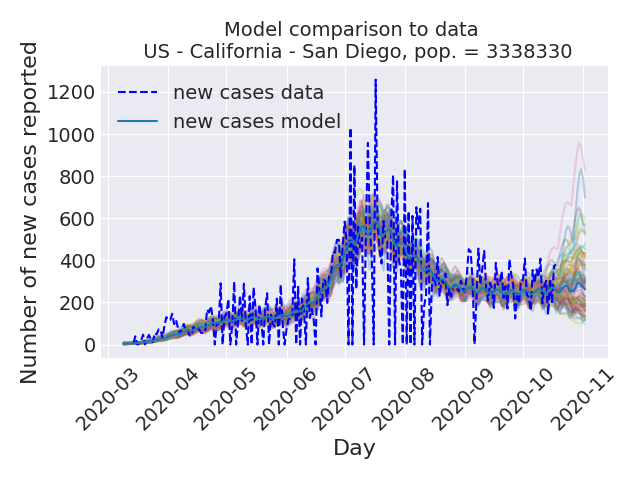 Model comparison to data
US - California - San Diego, pop. = 3338330
Number of new cases reported
1200
1000
800
600
400
200
0
new cases data
new cases model
2020-03
2020-04
2020-05
2020-06
2020-07
2020-08
2020-09
2020-10
2020-11
Day